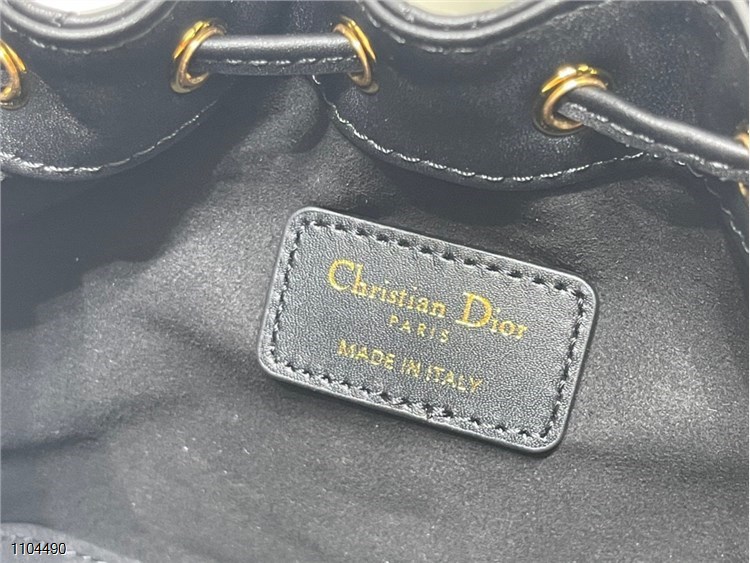 Christian Dior
PARIS
MADE IN ITALY
1104490